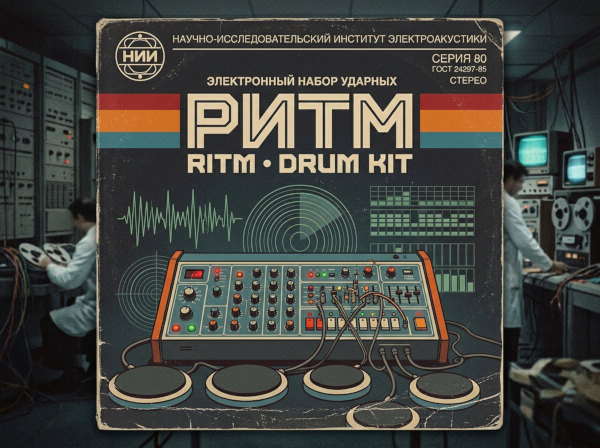 НИИ
НАУЧНО-ИССЛЕДОВАТЕЛЬСКИЙ ИНСТИТУТ ЭЛЕКТРОАКУСТИКИ
СЕРИЯ 80
ГОСТ 24297-85
СТЕРЕО
ЭЛЕКТРОННЫЙ НАБОР УДАРНЫХ
РИТМ
RITM • DRUM KIT